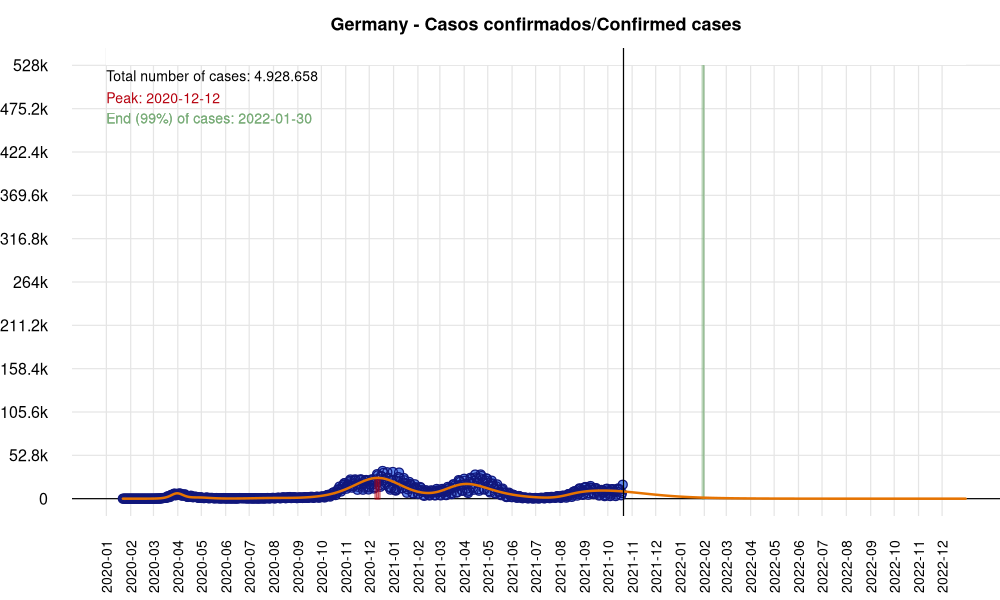 Germany - Casos confirmados/Confirmed cases
528k
Total number of cases: 4.928.658
Peak: 2020-12-12
475.2k
End (99%) of cases: 2022-01-30
422.4k
369.6k
316.8k
264k
211.2k
158.4k
105.6k
52.8k
0
2020-01
2020-02
2020-03
2020-04
2020-05
2020-06
2020-07
2020-08
2020-09
2020-10
2020-11
2020-12
2021-01
2021-02
2021-03
2021-04
2021-05
2021-06
2021-07
2021-08
2021-09
2021-10
2021-11
2021-12
2022-01
2022-02
2022-03
2022-04
2022-05
2022-06
2022-07
2022-08
2022-09
2022-10
2022-11
2022-12